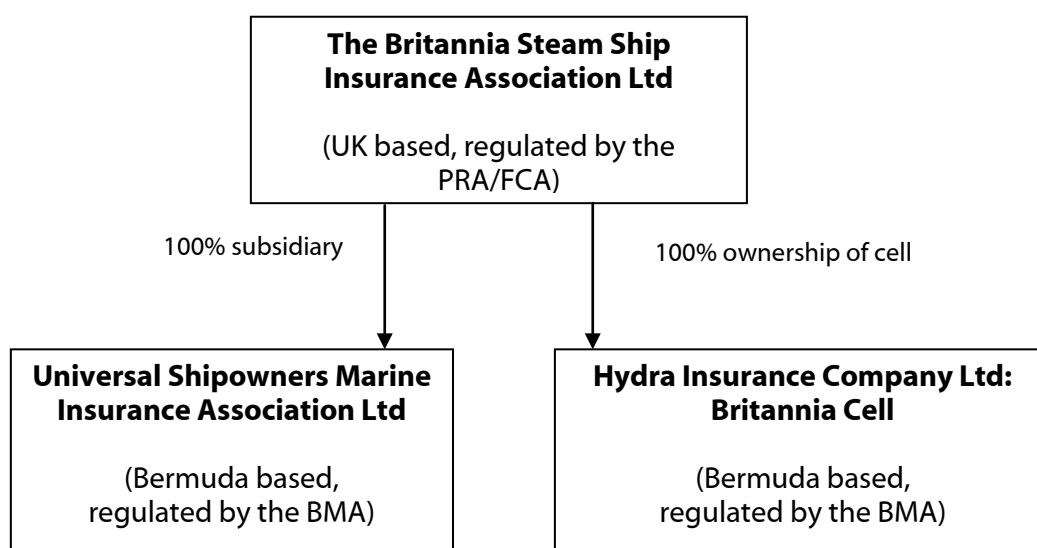 The Britannia Steam Ship
Insurance Association Ltd
(UK based, regulated by the
PRA/FCA)
100% subsidiary
100% ownership of cell
Universal Shipowners Marine
Insurance Association Ltd
(Bermuda based,
regulated by the BMA)
Hydra Insurance Company Ltd:
Britannia Cell
(Bermuda based,
regulated by the BMA)